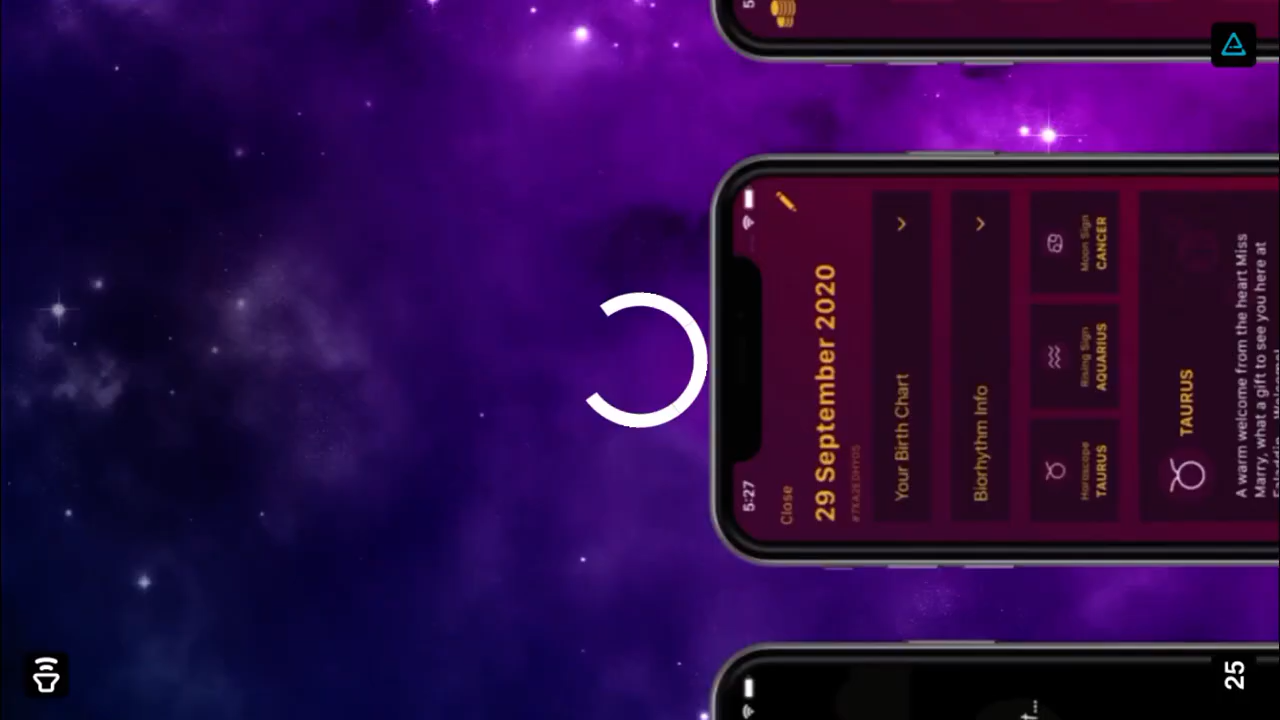 5:27
Close
29 September 2020
Your Birth Chart
Biorhythm Info
Horoscope
TAURUS
Rising Sign
AQUARIUS
Moon Sign
CANCER
TAURUS
A warm welcome from the heart Miss
Marry, what a gift to see you here at
25